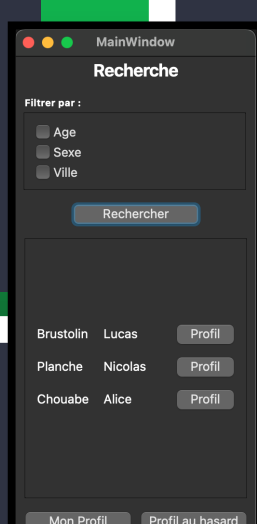 MainWindow
Recherche
Filtrer par :
Age
Sexe
Ville
Rechercher
Brustolin Lucas Profil
Planche Nicolas Profil
Chouabe Alice Profil
Mon Profil Profil au hasard